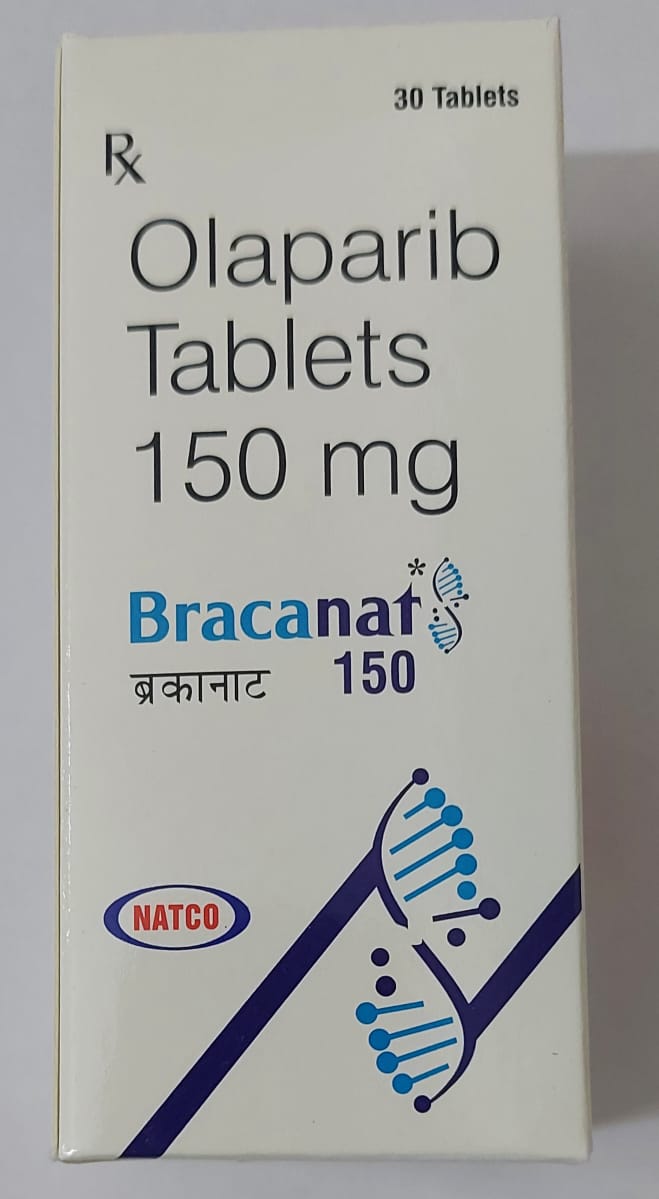 30 Tablets
Rx
Olaparib
Tablets
150 mg
Bracanat*
ब्रकानाट 150
NATCO